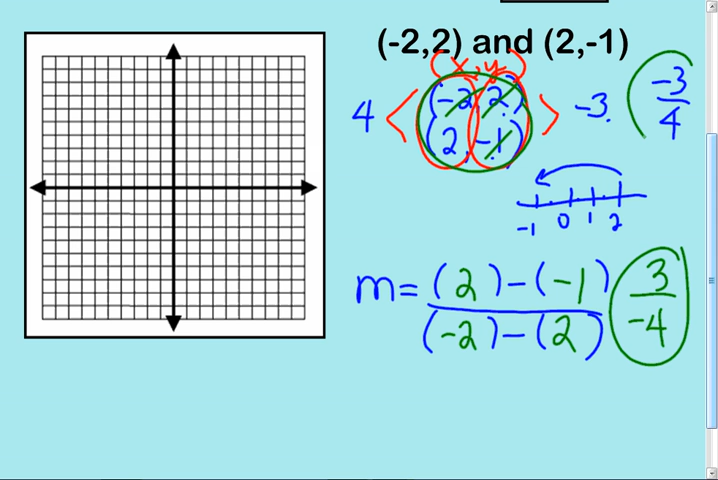 (-2,2) and (2,-1)
(x,y)
4 < (-2,2) > -3 -3/4
(2,-1)
-1 0 1 2
m = (2)-(-1) / (-2)-(2) 3/-4